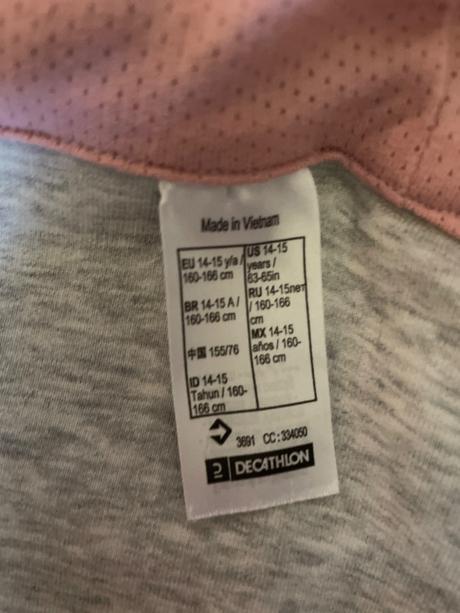 Made in Vietnam
EU 14-15 y/a /
160-166 cm
BR 14-15 A /
160-166 cm
中国 155/76
ID 14-15
Tahun / 160-
166 cm
US 14-15
years /
63-65in
RU 14-15лет
/ 160-166
cm
MX 14-15
años / 160-
166 cm
3691 CC:334050
DECATHLON